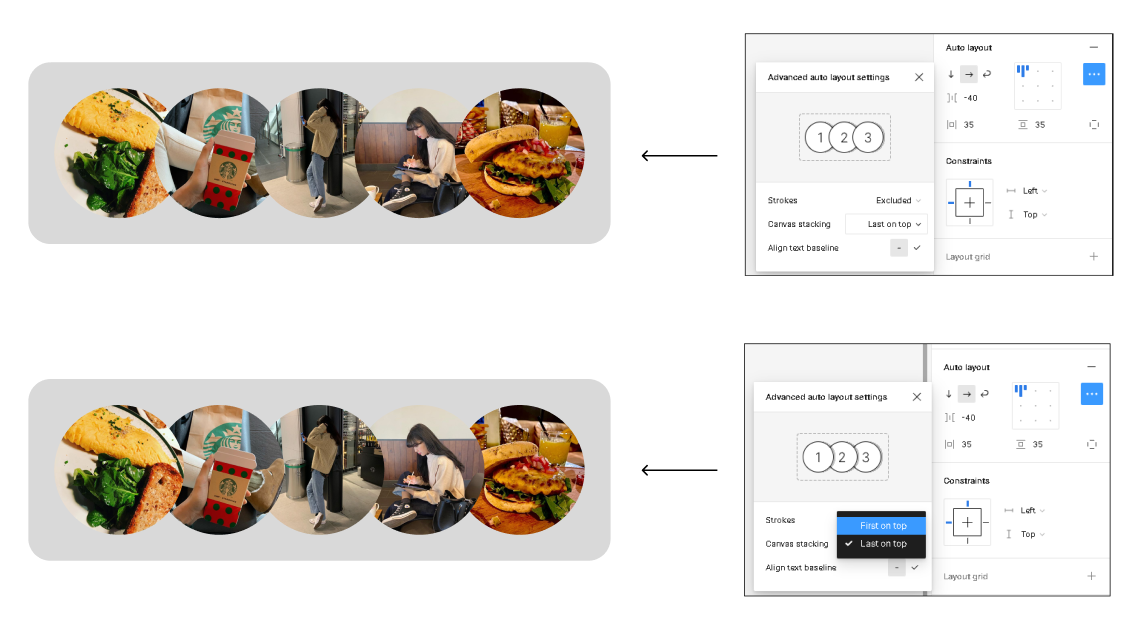 Auto layout
Advanced auto layout settings
-40
1 2 3
35 35
Constraints
Strokes Excluded
Left
Canvas stacking Last on top
Top
Align text baseline -
Layout grid
Auto layout
Advanced auto layout settings
-40
1 2 3
35 35
Constraints
Strokes First on top
Left
Canvas stacking Last on top
Top
Align text baseline -
Layout grid